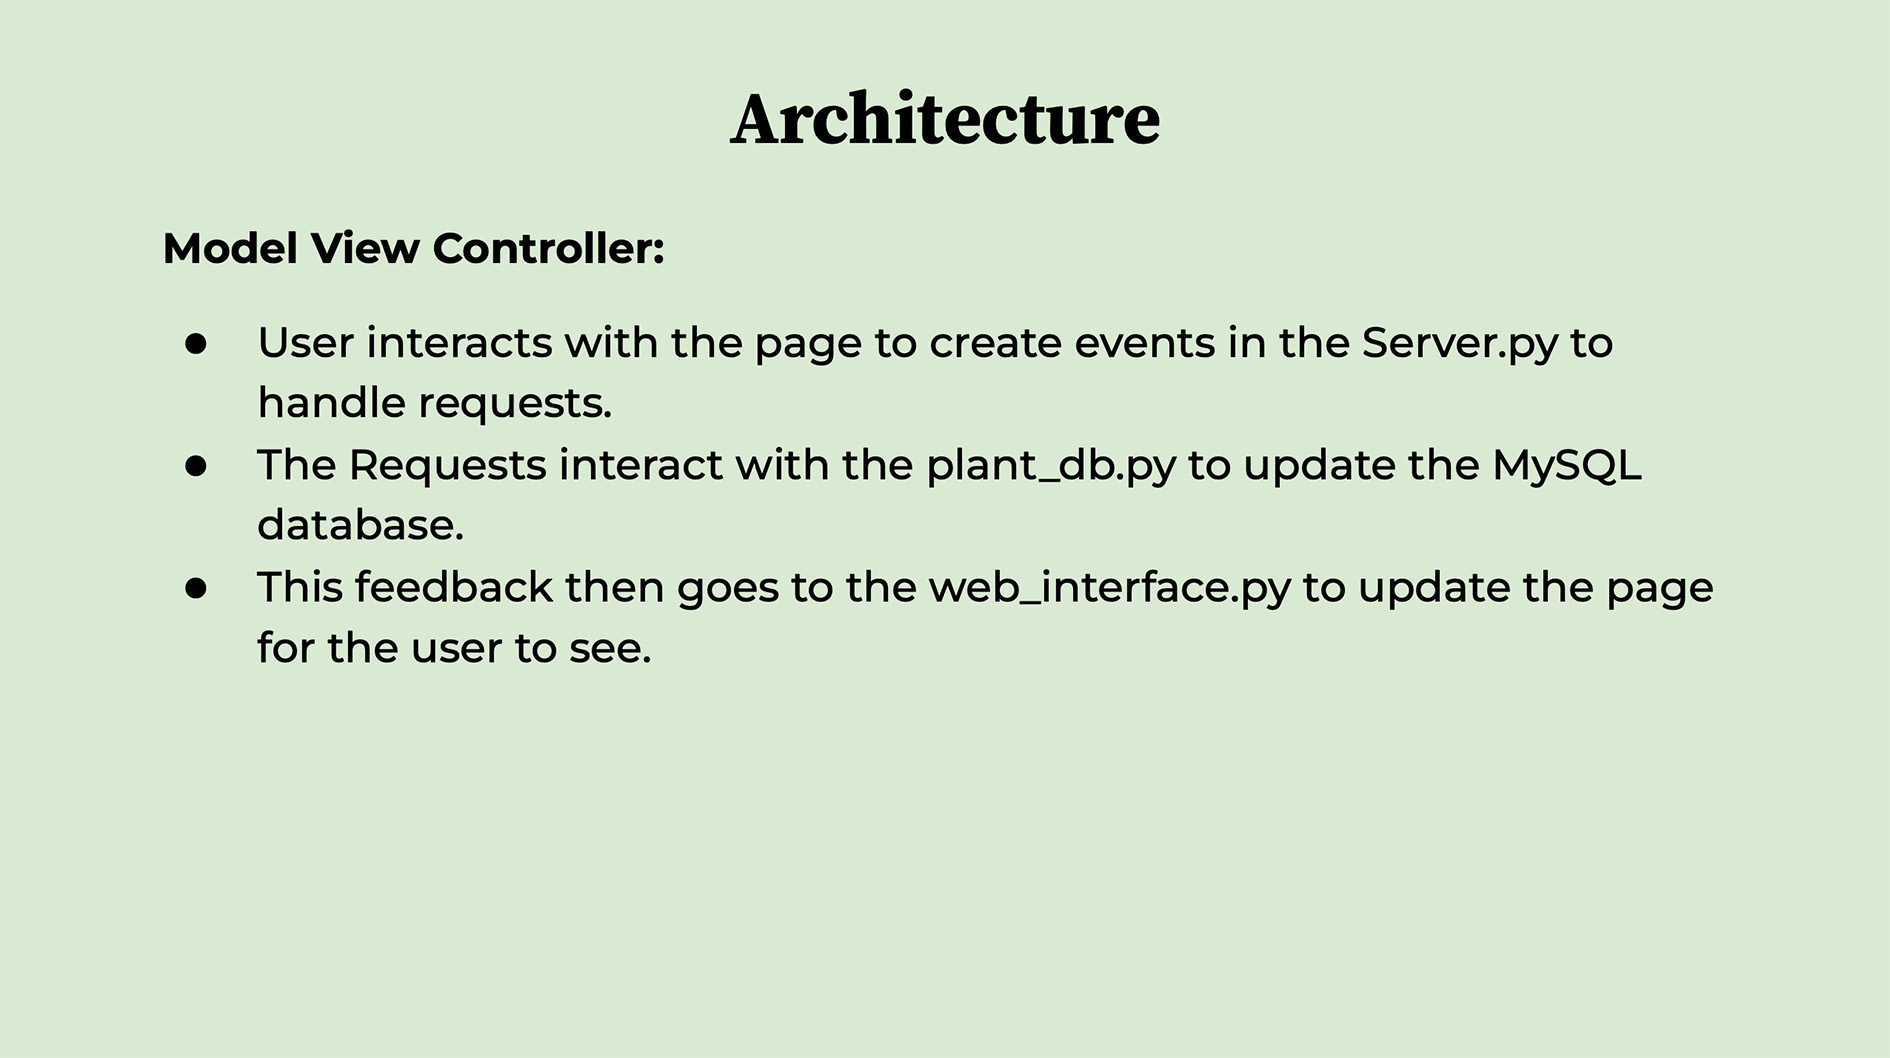 Architecture
Model View Controller:
● User interacts with the page to create events in the Server.py to
handle requests.
● The Requests interact with the plant_db.py to update the MySQL
database.
● This feedback then goes to the web_interface.py to update the page
for the user to see.